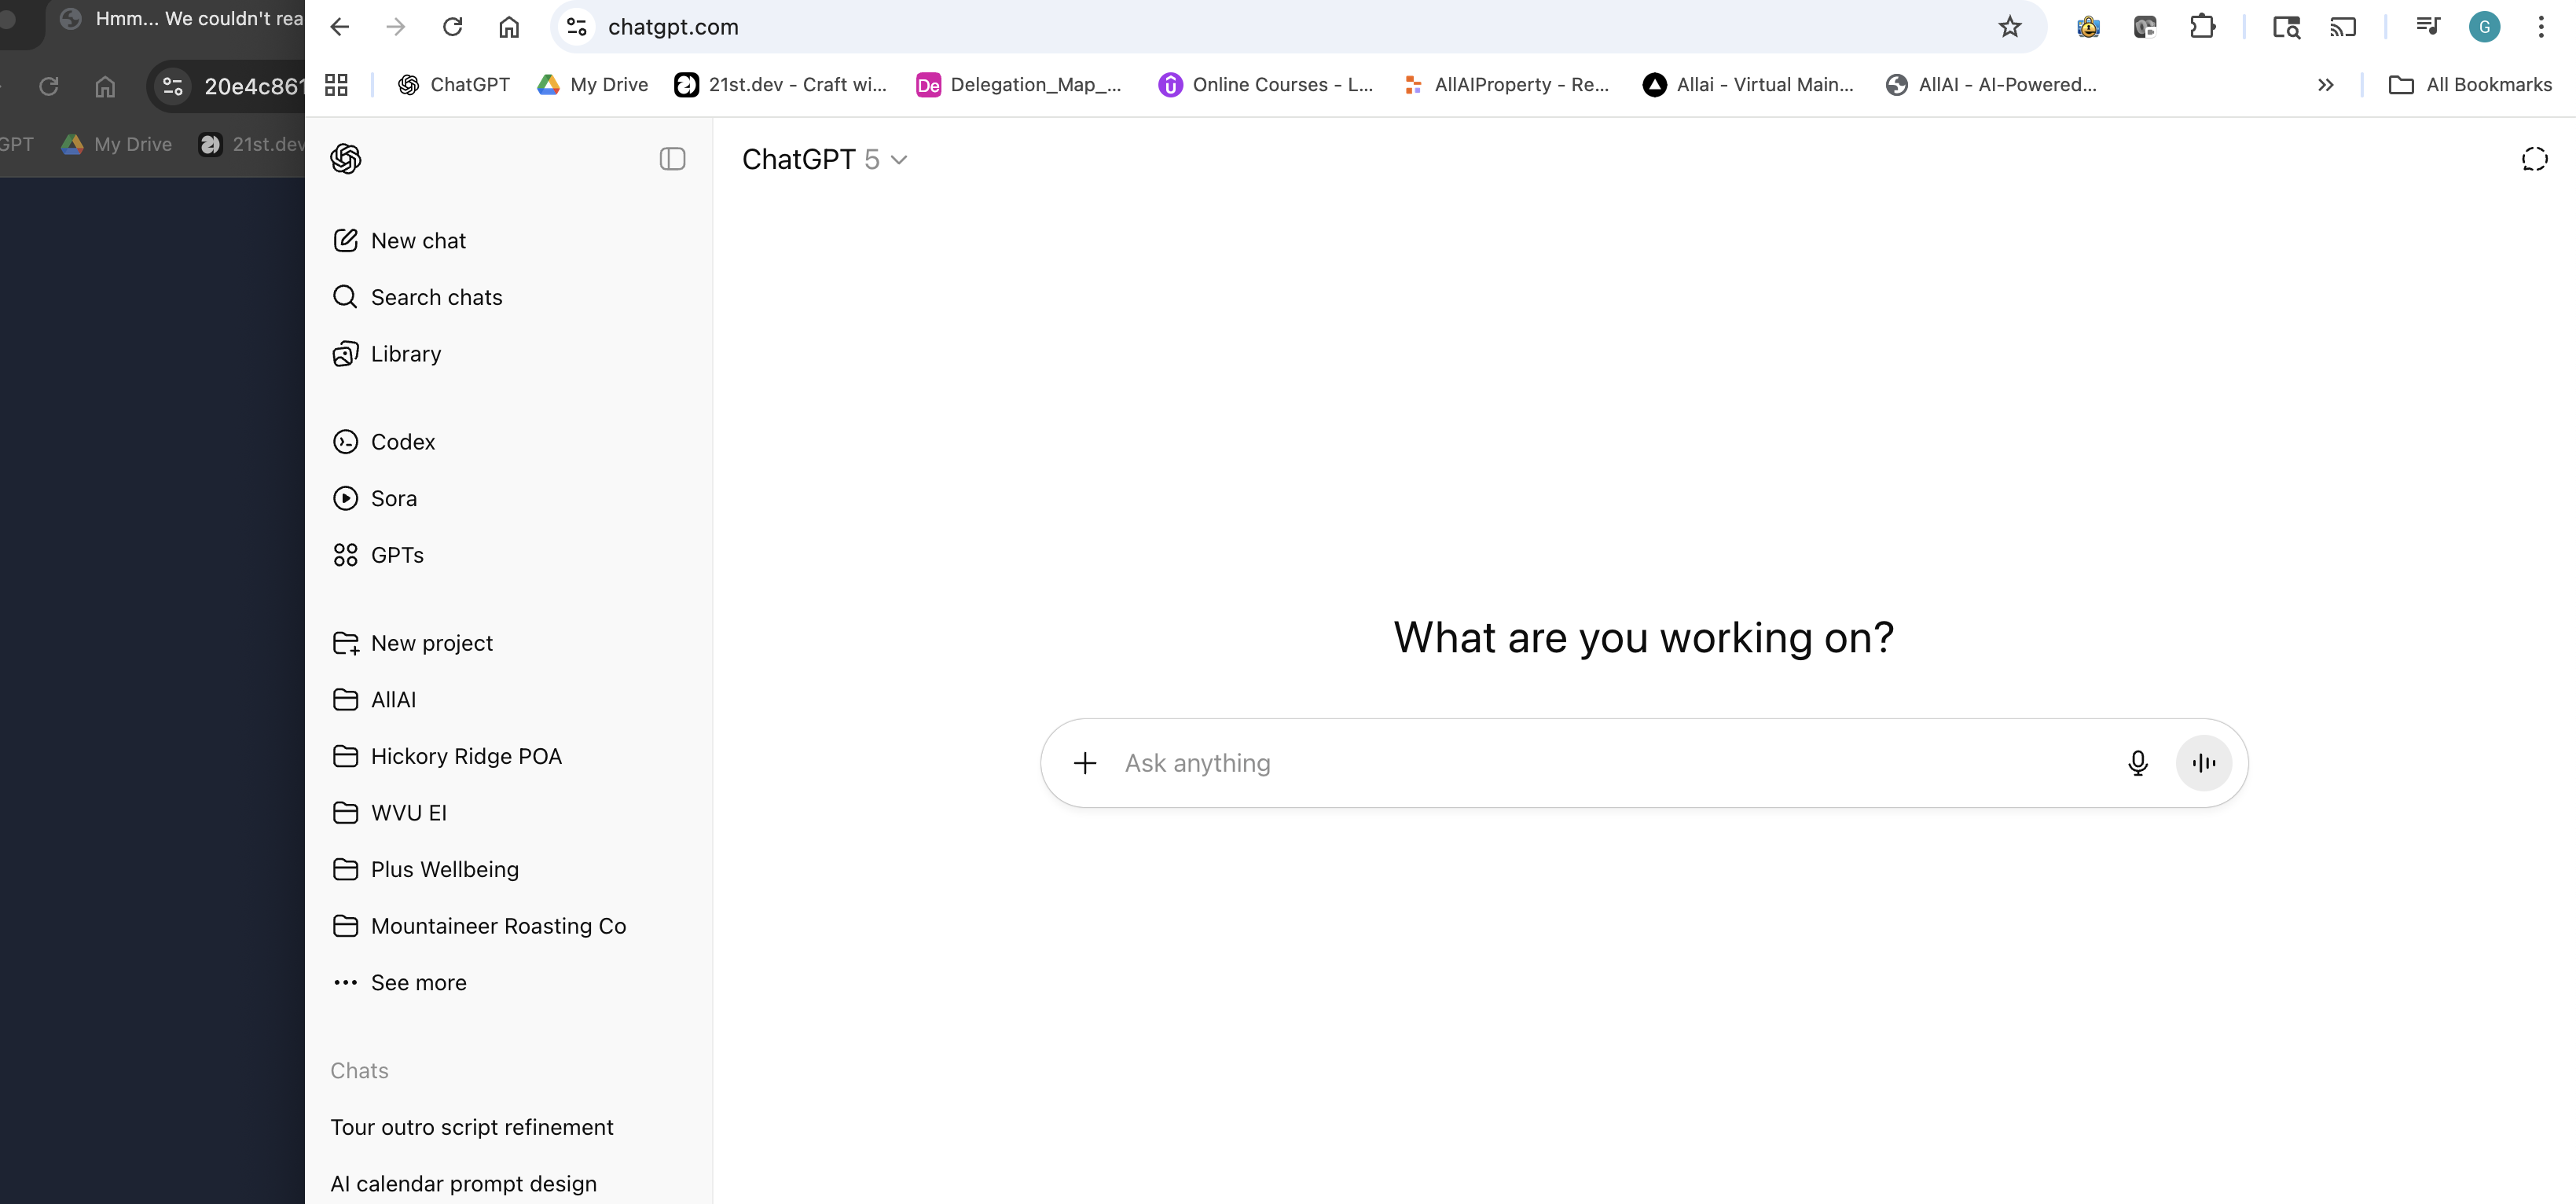 Hmm... We couldn't rea
20e4c861
GPT My Drive 21st.dev
chatgpt.com
G
ChatGPT My Drive 21st.dev - Craft wi... De Delegation_Map_... Online Courses - L... AllAIProperty - Re... Allai - Virtual Main... AllAI - AI-Powered... All Bookmarks
ChatGPT 5
New chat
Search chats
Library
Codex
Sora
GPTs
New project
AllAI
Hickory Ridge POA
WVU EI
Plus Wellbeing
Mountaineer Roasting Co
See more
Chats
Tour outro script refinement
AI calendar prompt design
What are you working on?
Ask anything